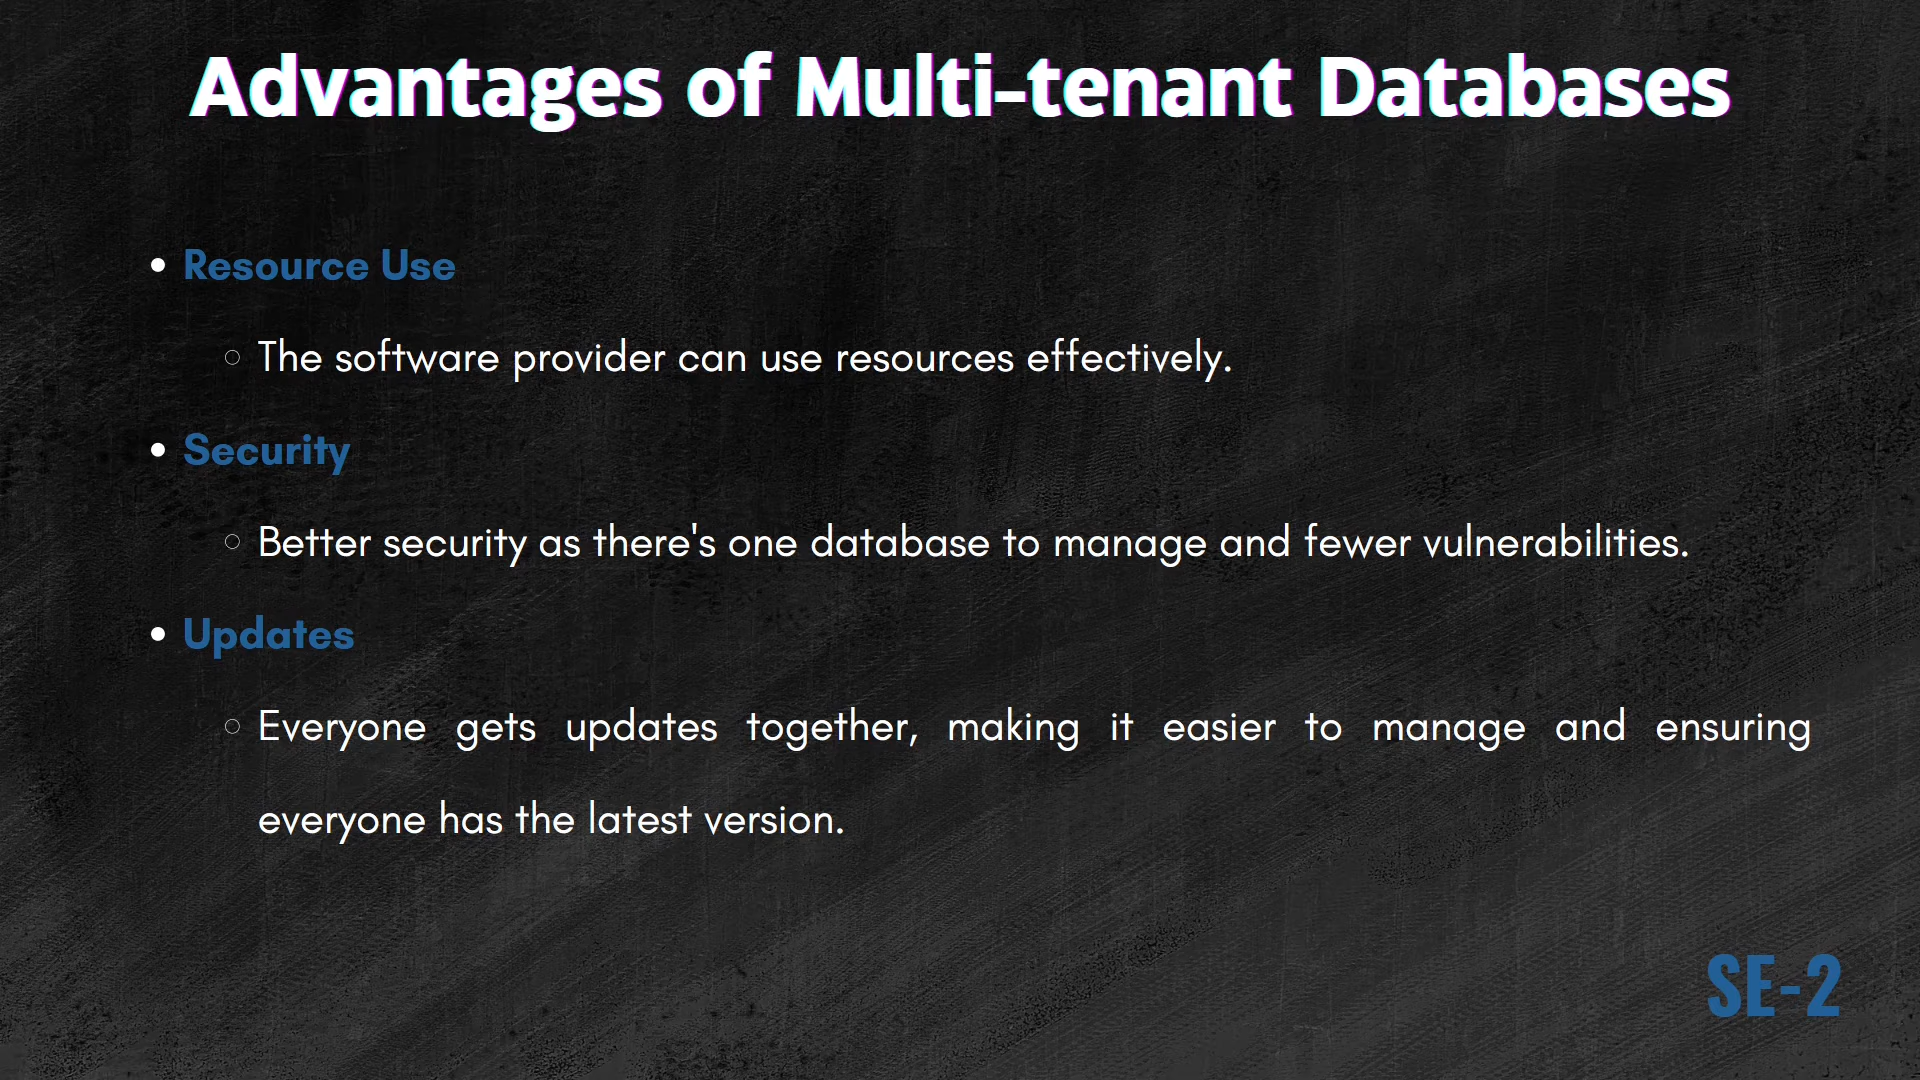 Advantages of Multi-tenant Databases
• Resource Use
○ The software provider can use resources effectively.
• Security
○ Better security as there's one database to manage and fewer vulnerabilities.
• Updates
○ Everyone gets updates together, making it easier to manage and ensuring
everyone has the latest version.
SE-2